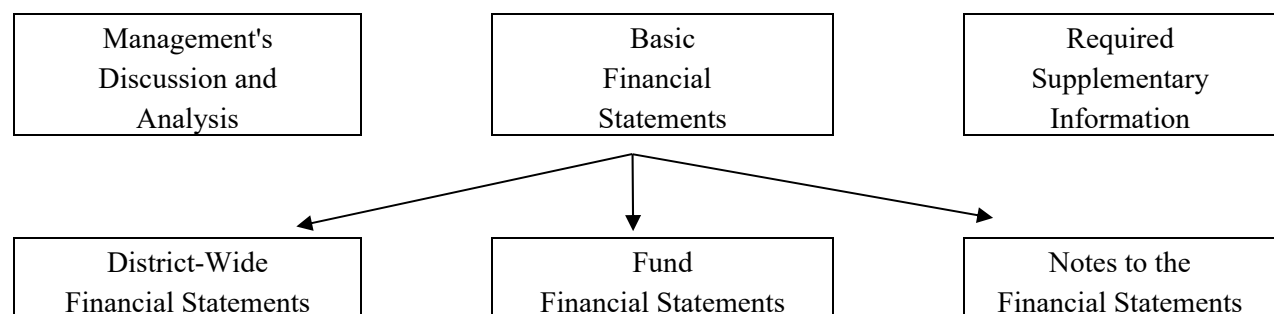 Management's
Discussion and
Analysis
Basic
Financial
Statements
Required
Supplementary
Information
District-Wide
Financial Statements
Fund
Financial Statements
Notes to the
Financial Statements